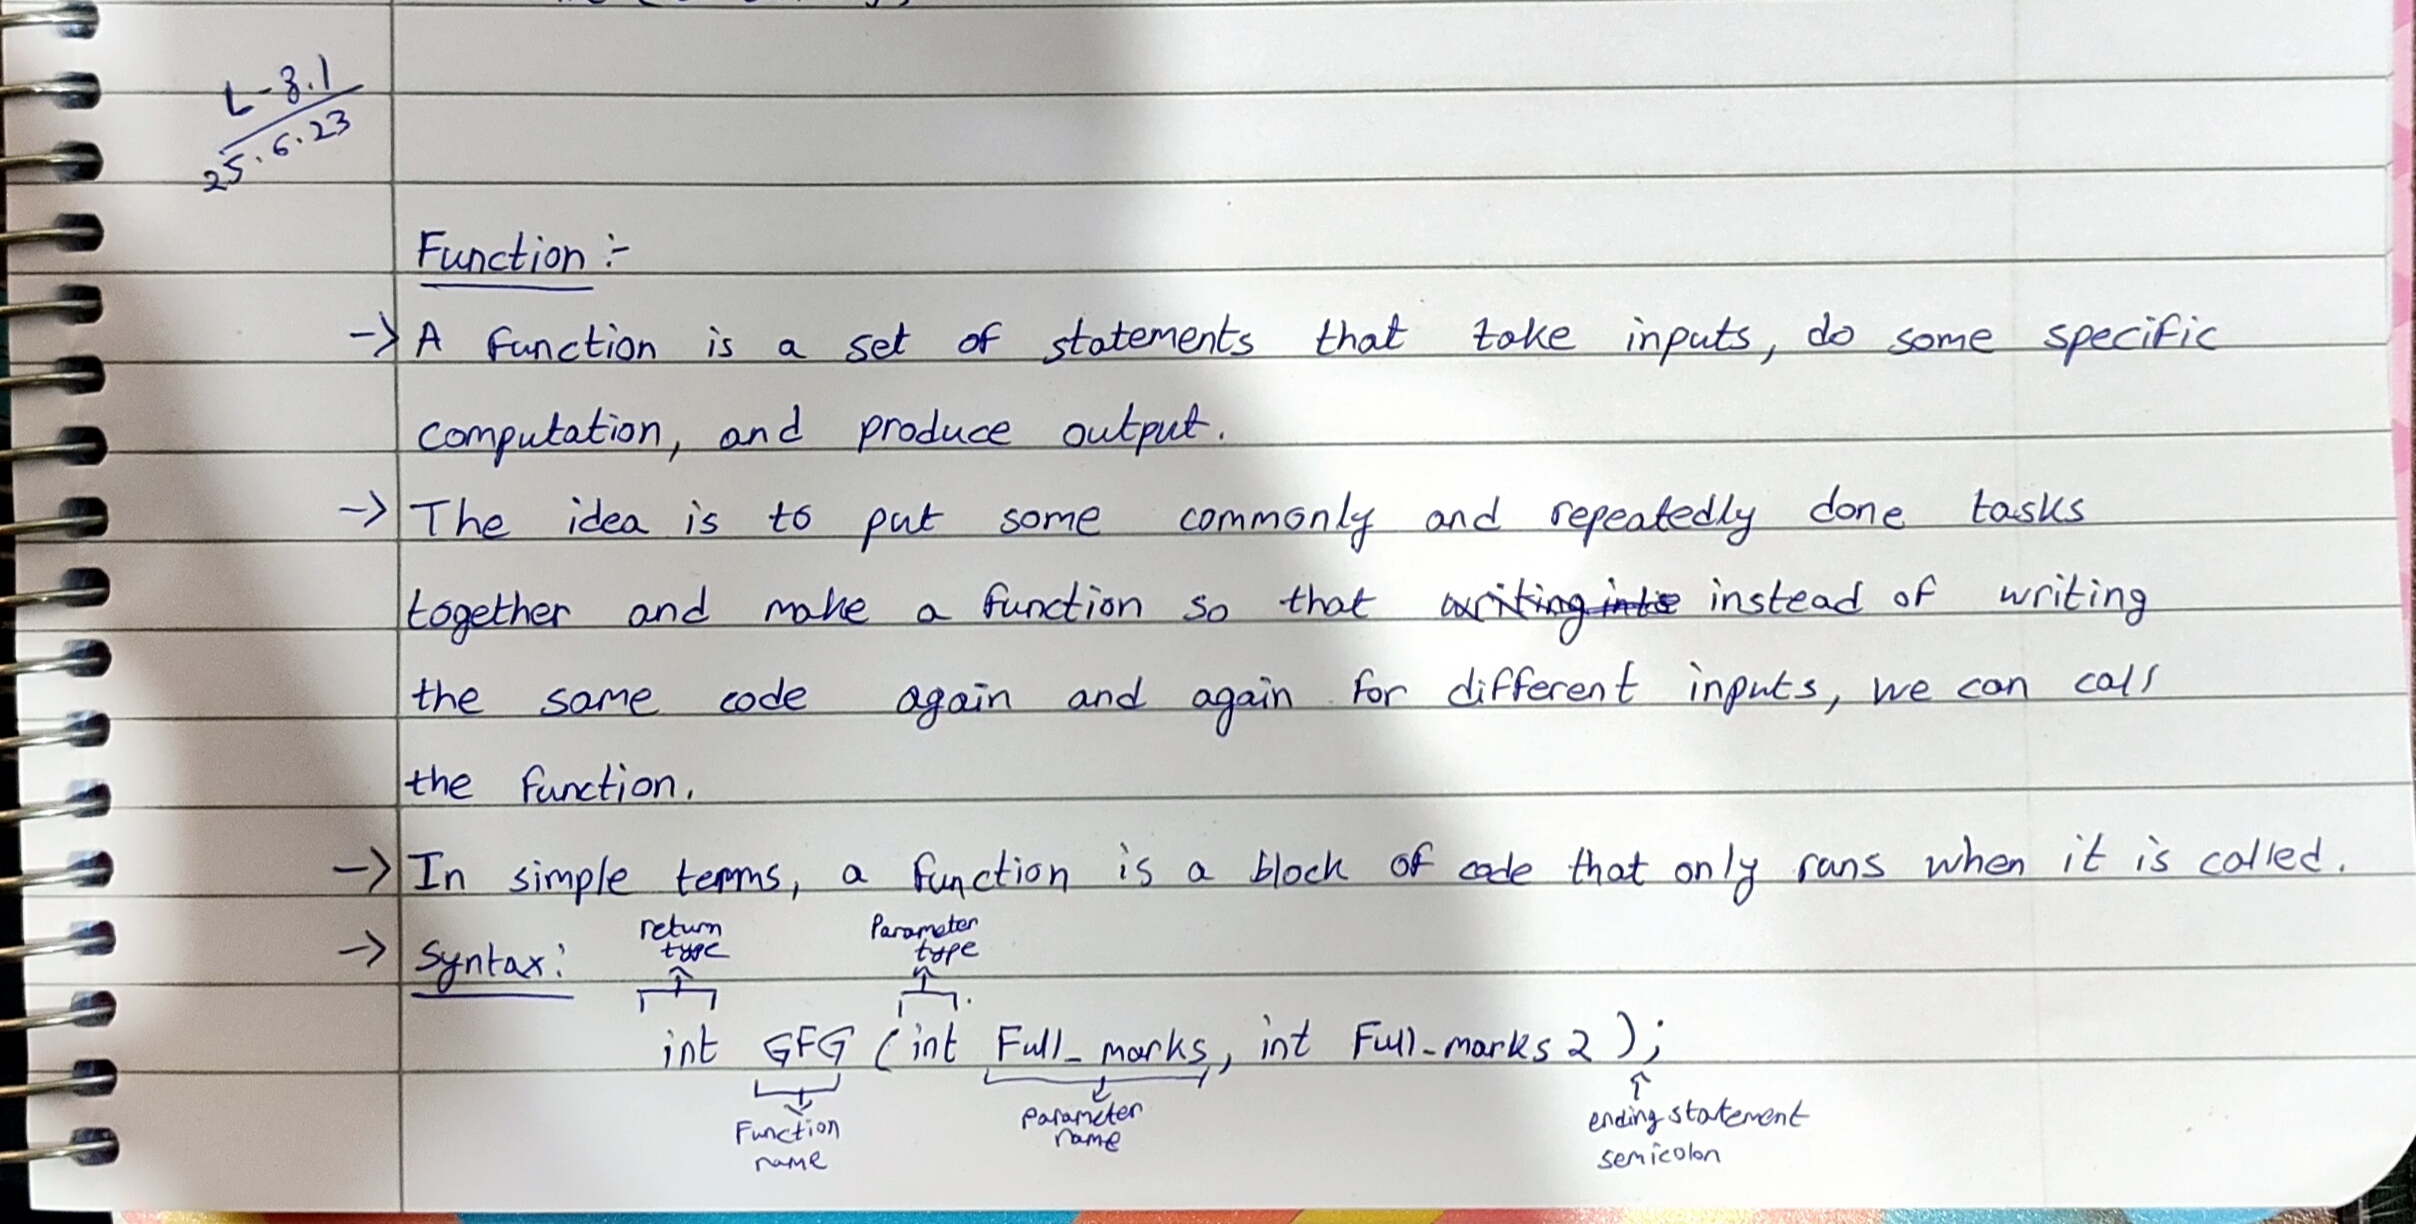 L-3.1
25.6.23
Function :-
-> A function is a set of statements that take inputs, do some specific
computation, and produce output.
-> The idea is to put some commonly and repeatedly done tasks
together and make a function so that writing into instead of writing
the same code again and again for different inputs, we can call
the function.
-> In simple terms, a function is a block of code that only runs when it is called.
-> Syntax: return type Parameter type
int GFG (int Full_marks, int Full_marks 2 );
Function name Parameter name ending statement semicolon